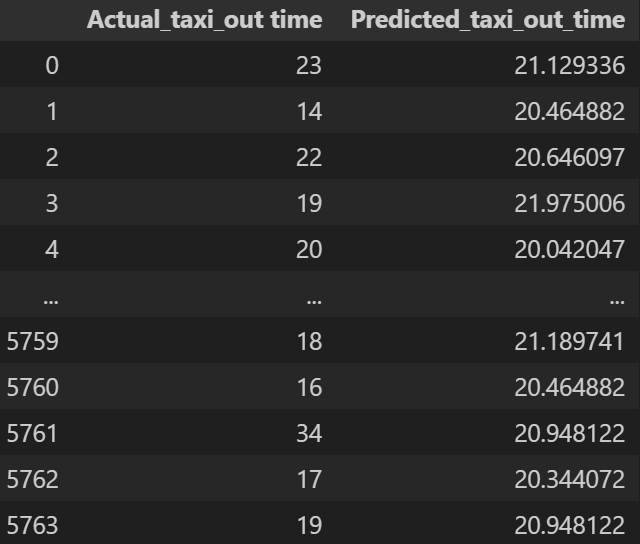 Actual_taxi_out time Predicted_taxi_out_time
0 23 21.129336
1 14 20.464882
2 22 20.646097
3 19 21.975006
4 20 20.042047
... ... ...
5759 18 21.189741
5760 16 20.464882
5761 34 20.948122
5762 17 20.344072
5763 19 20.948122